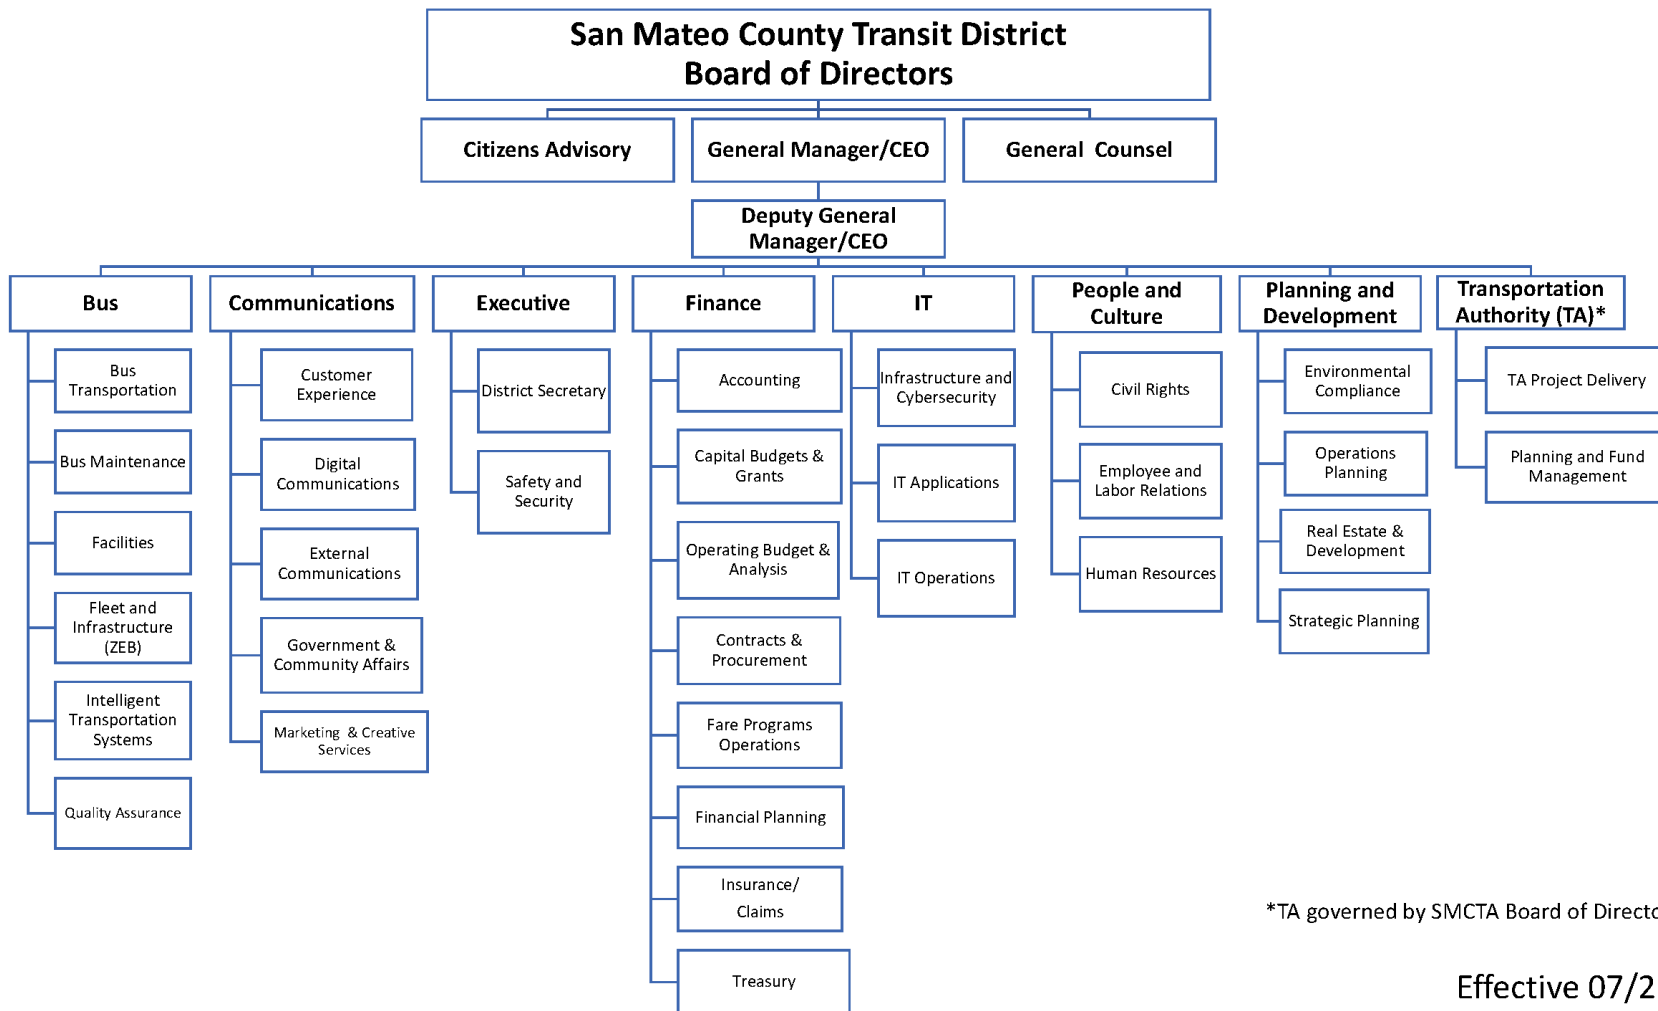 San Mateo County Transit District
Board of Directors
Citizens Advisory
General Manager/CEO
General Counsel
Deputy General
Manager/CEO
Bus
Communications
Executive
Finance
IT
People and
Culture
Planning and
Development
Transportation
Authority (TA)*
Bus
Transportation
Bus Maintenance
Facilities
Fleet and
Infrastructure
(ZEB)
Intelligent
Transportation
Systems
Quality Assurance
Customer
Experience
Digital
Communications
External
Communications
Government &
Community Affairs
Marketing & Creative
Services
District Secretary
Safety and
Security
Accounting
Capital Budgets &
Grants
Operating Budget &
Analysis
Contracts &
Procurement
Fare Programs
Operations
Financial Planning
Insurance/
Claims
Treasury
Infrastructure and
Cybersecurity
IT Applications
IT Operations
Civil Rights
Employee and
Labor Relations
Human Resources
Environmental
Compliance
Operations
Planning
Real Estate &
Development
Strategic Planning
TA Project Delivery
Planning and Fund
Management
*TA governed by SMCTA Board of Directo
Effective 07/2